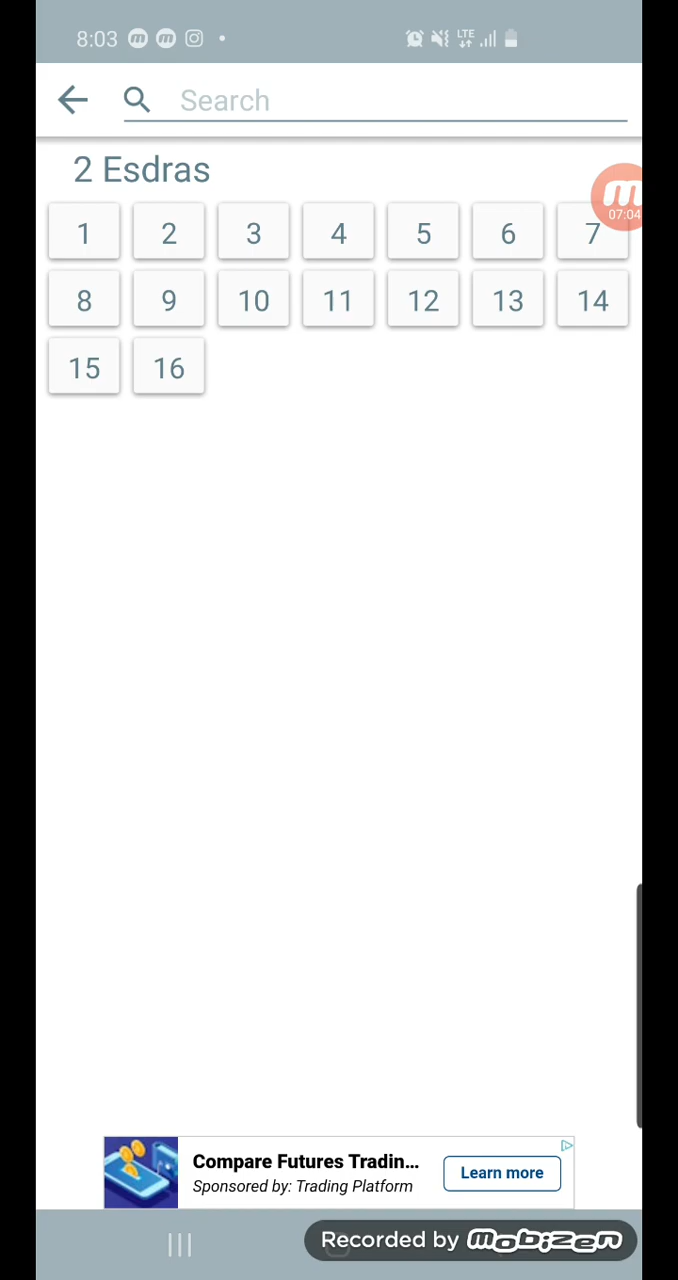 8:03 LTE
Search
2 Esdras
07:04
1 2 3 4 5 6 7
8 9 10 11 12 13 14
15 16
Compare Futures Tradin...
Sponsored by: Trading Platform
Learn more
Recorded by mobizen